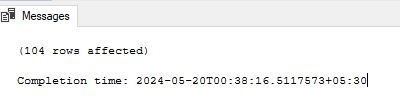 Messages
(104 rows affected)
Completion time: 2024-05-20T00:38:16.5117573+05:30